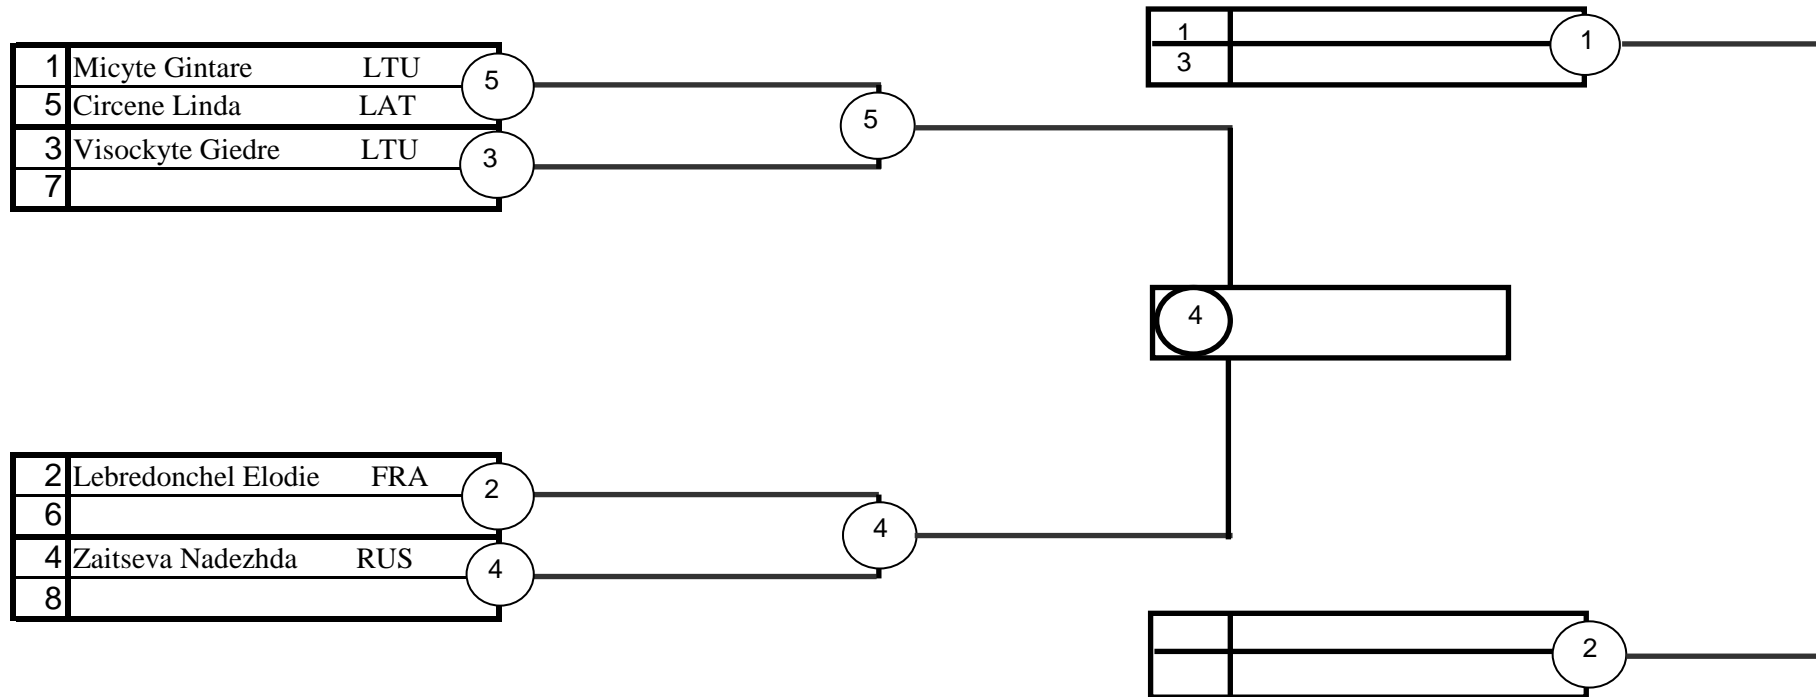 1 Micyte Gintare LTU
5 Circene Linda LAT
5
3 Visockyte Giedre LTU
7
3
5
1
3
1
4
2 Lebredonchel Elodie FRA
6
2
4 Zaitseva Nadezhda RUS
8
4
4
2